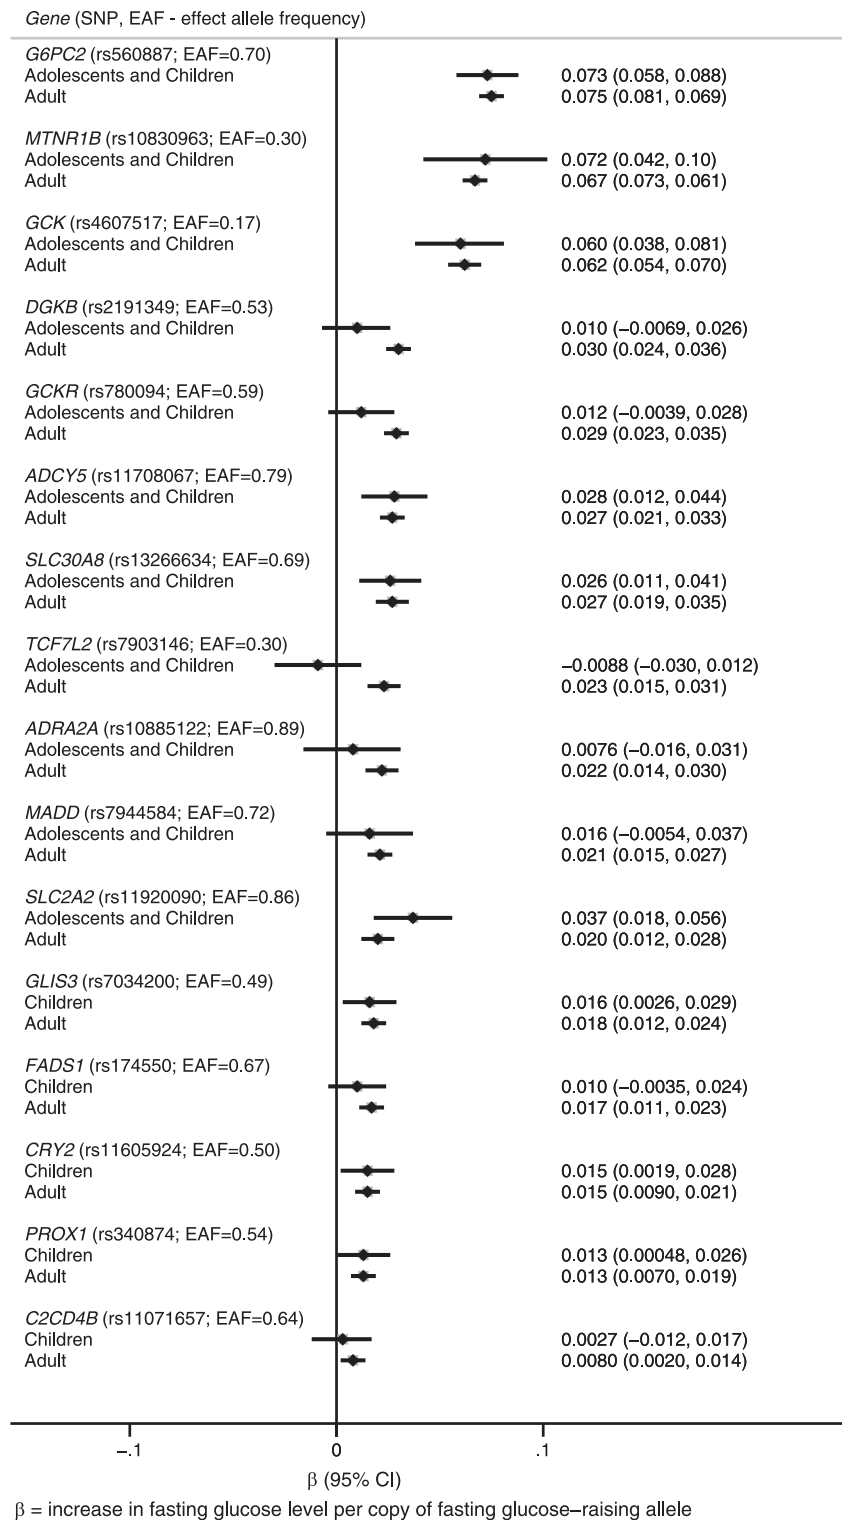 Gene (SNP, EAF - effect allele frequency)
G6PC2 (rs560887; EAF=0.70)
Adolescents and Children 0.073 (0.058, 0.088)
Adult 0.075 (0.081, 0.069)
MTNR1B (rs10830963; EAF=0.30)
Adolescents and Children 0.072 (0.042, 0.10)
Adult 0.067 (0.073, 0.061)
GCK (rs4607517; EAF=0.17)
Adolescents and Children 0.060 (0.038, 0.081)
Adult 0.062 (0.054, 0.070)
DGKB (rs2191349; EAF=0.53)
Adolescents and Children 0.010 (−0.0069, 0.026)
Adult 0.030 (0.024, 0.036)
GCKR (rs780094; EAF=0.59)
Adolescents and Children 0.012 (−0.0039, 0.028)
Adult 0.029 (0.023, 0.035)
ADCY5 (rs11708067; EAF=0.79)
Adolescents and Children 0.028 (0.012, 0.044)
Adult 0.027 (0.021, 0.033)
SLC30A8 (rs13266634; EAF=0.69)
Adolescents and Children 0.026 (0.011, 0.041)
Adult 0.027 (0.019, 0.035)
TCF7L2 (rs7903146; EAF=0.30)
Adolescents and Children −0.0088 (−0.030, 0.012)
Adult 0.023 (0.015, 0.031)
ADRA2A (rs10885122; EAF=0.89)
Adolescents and Children 0.0076 (−0.016, 0.031)
Adult 0.022 (0.014, 0.030)
MADD (rs7944584; EAF=0.72)
Adolescents and Children 0.016 (−0.0054, 0.037)
Adult 0.021 (0.015, 0.027)
SLC2A2 (rs11920090; EAF=0.86)
Adolescents and Children 0.037 (0.018, 0.056)
Adult 0.020 (0.012, 0.028)
GLIS3 (rs7034200; EAF=0.49)
Children 0.016 (0.0026, 0.029)
Adult 0.018 (0.012, 0.024)
FADS1 (rs174550; EAF=0.67)
Children 0.010 (−0.0035, 0.024)
Adult 0.017 (0.011, 0.023)
CRY2 (rs11605924; EAF=0.50)
Children 0.015 (0.0019, 0.028)
Adult 0.015 (0.0090, 0.021)
PROX1 (rs340874; EAF=0.54)
Children 0.013 (0.00048, 0.026)
Adult 0.013 (0.0070, 0.019)
C2CD4B (rs11071657; EAF=0.64)
Children 0.0027 (−0.012, 0.017)
Adult 0.0080 (0.0020, 0.014)
−.1 0 .1
β (95% CI)
β = increase in fasting glucose level per copy of fasting glucose−raising allele